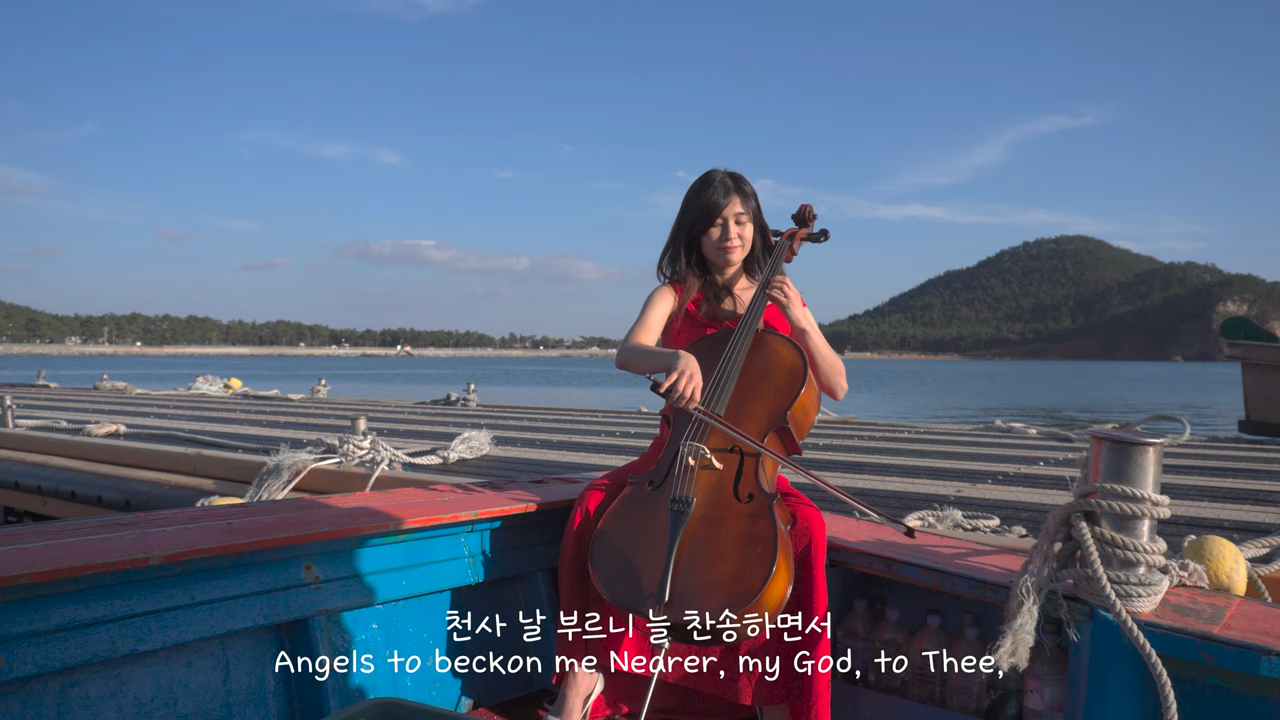 천사 날 부르니 늘 찬송하면서
Angels to beckon me Nearer, my God, to Thee,